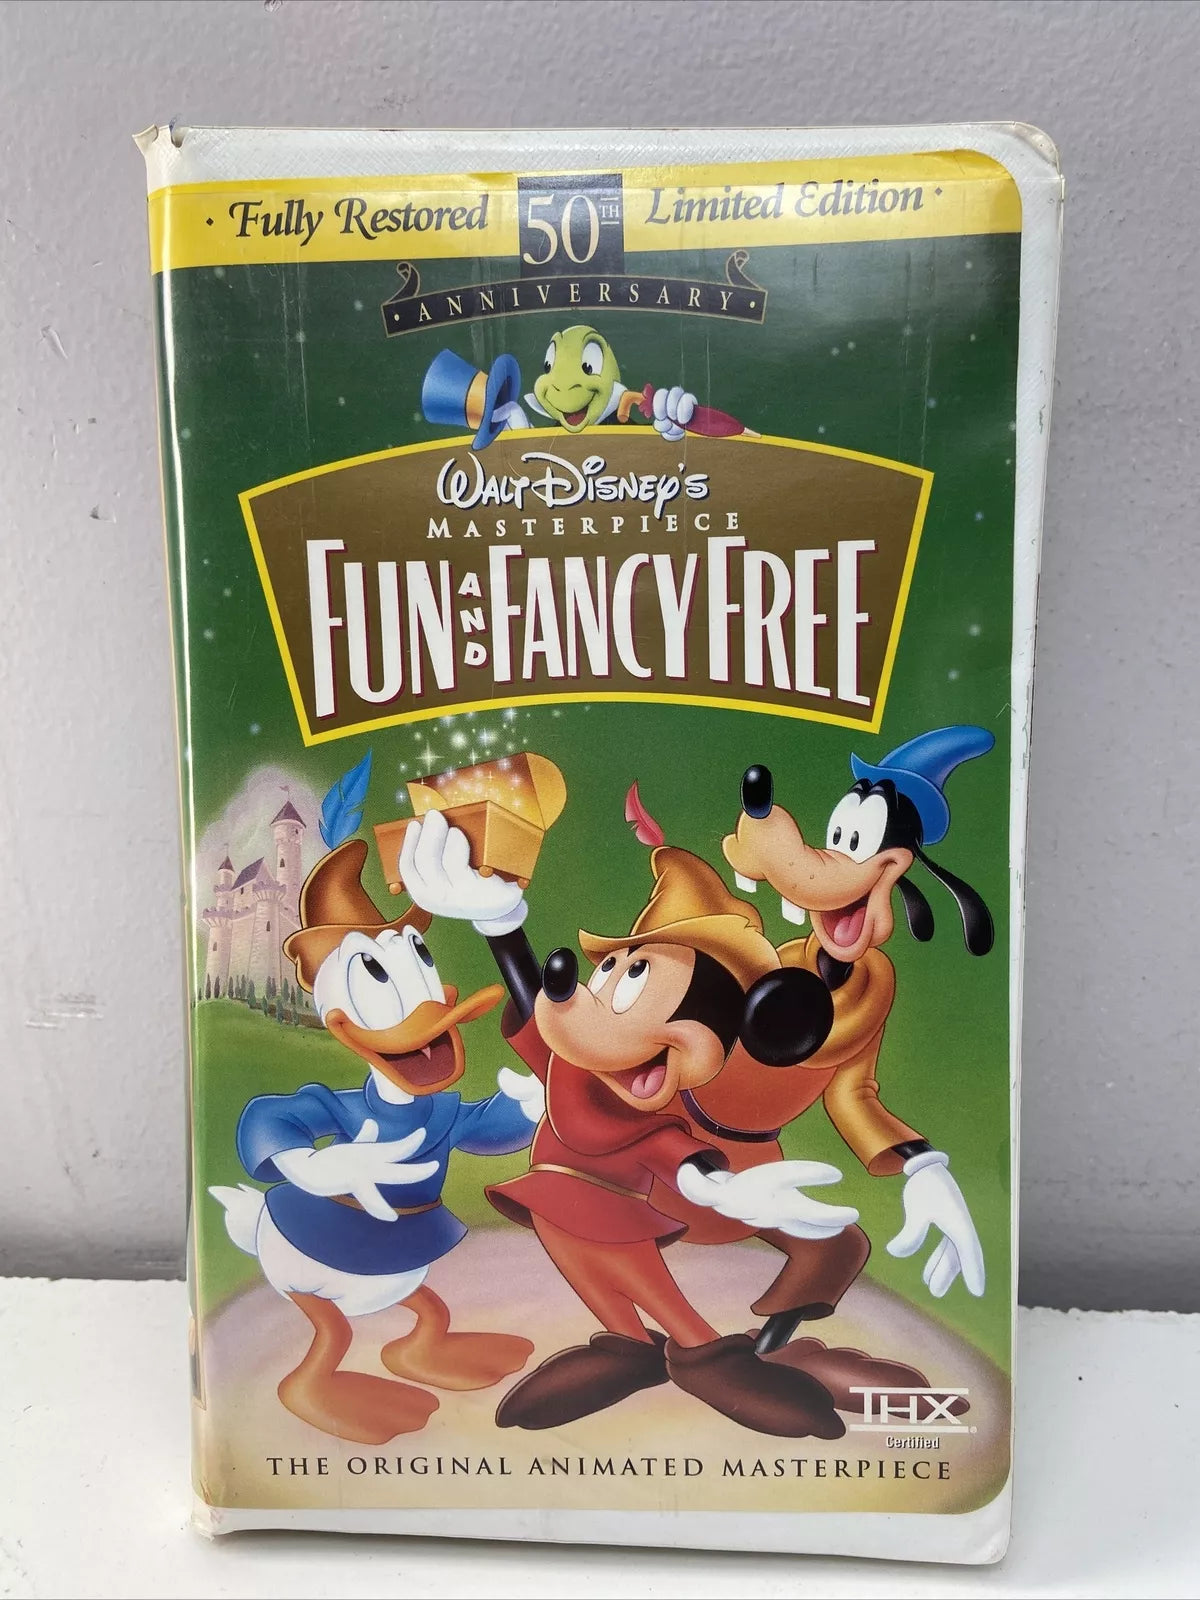 · Fully Restored 50TH Limited Edition ·
· ANNIVERSARY ·
WALT DISNEY'S
MASTERPIECE
FUN AND FANCY FREE
THX
Certified
THE ORIGINAL ANIMATED MASTERPIECE